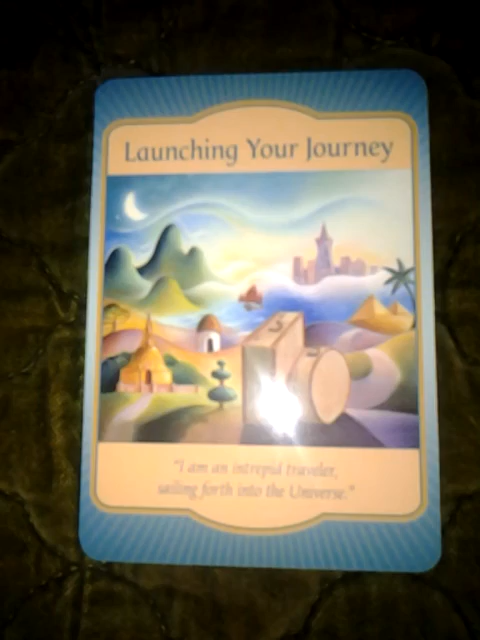 Launching Your Journey
"I am an intrepid traveler,
sailing forth into the Universe."